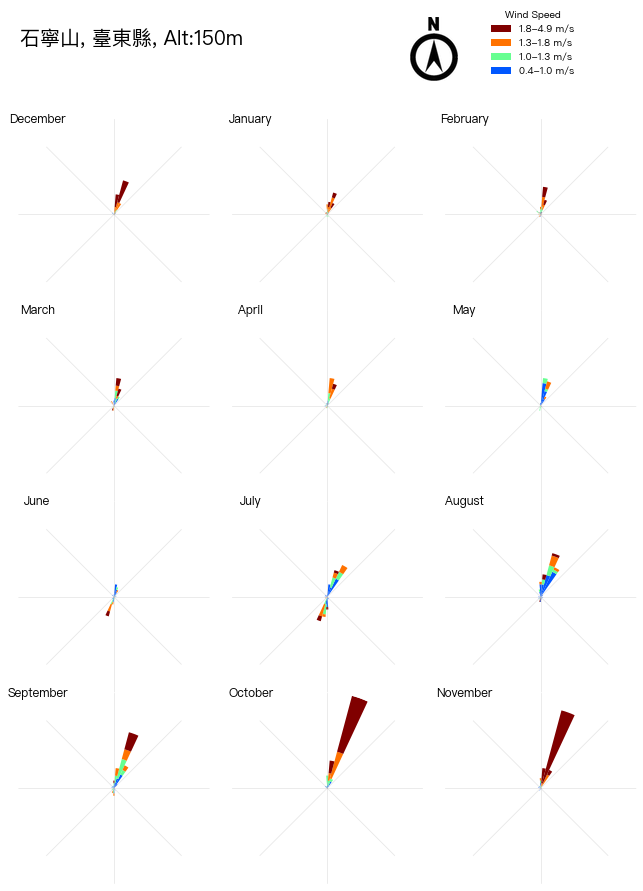 石寧山, 臺東縣, Alt:150m
N
Wind Speed
1.8–4.9 m/s
1.3–1.8 m/s
1.0–1.3 m/s
0.4–1.0 m/s
December
January
February
March
April
May
June
July
August
September
October
November